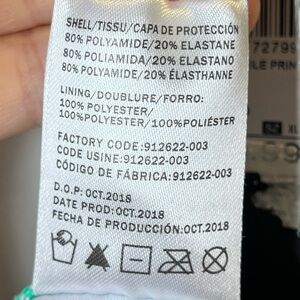 SHELL/TISSU/CAPA DE PROTECCIÓN
80% POLYAMIDE/20% ELASTANE
80% POLIAMIDA/20% ELASTANO
80% POLYAMIDE/20% ÉLASTHANNE
LINING/DOUBLURE/FORRO:
100% POLYESTER/
100% POLYESTER/100%POLIÉSTER
FACTORY CODE:912622-003
CODE USINE:912622-003
CÓDIGO DE FÁBRICA:912622-003
D.O.P:OCT.2018
DATE PROD:OCT.2018
FECHA DE PRODUCCIÓN:OCT.2018
72799